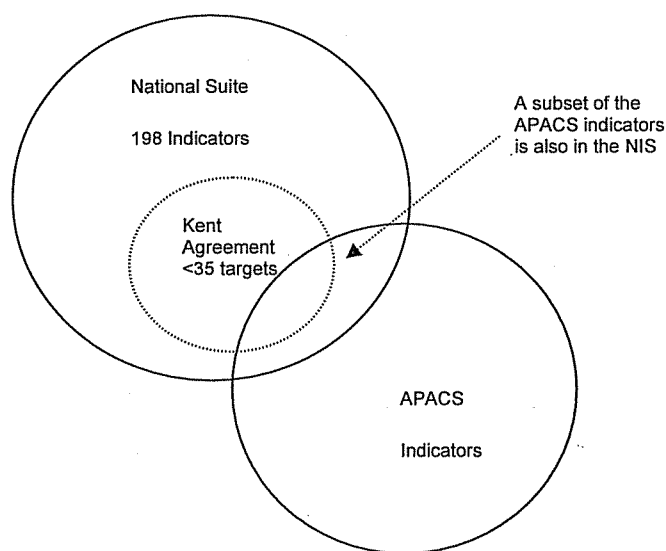 National Suite
198 Indicators
A subset of the
APACS indicators
is also in the NIS
Kent
Agreement
<35 targets
APACS
Indicators